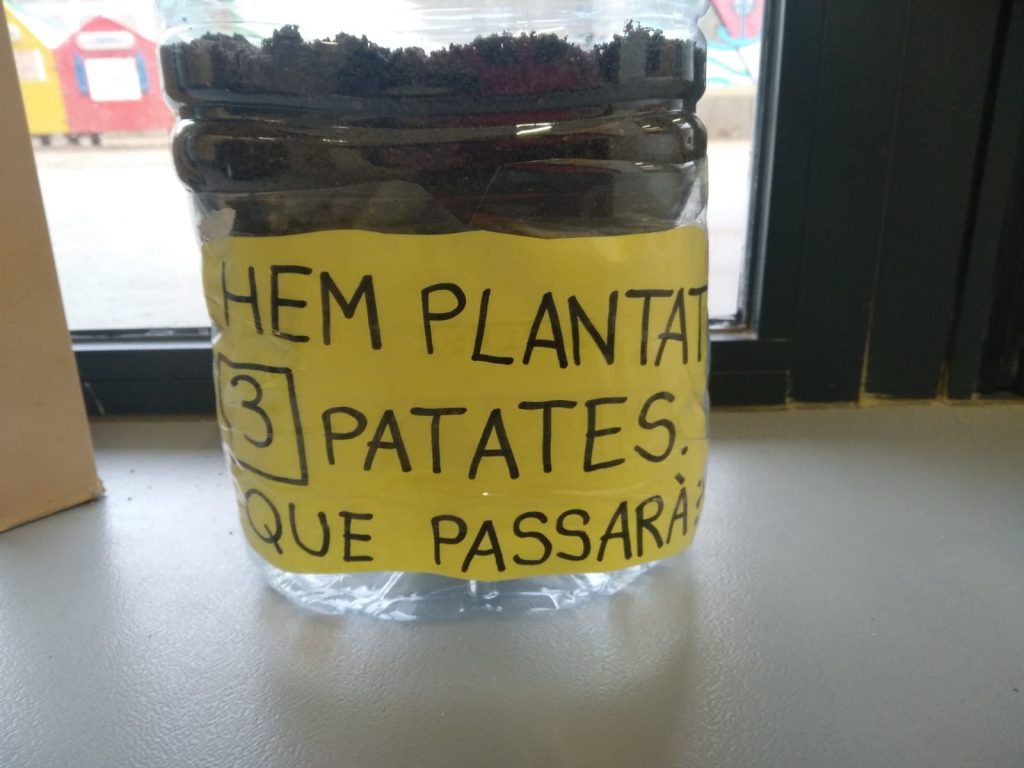 HEM PLANTAT
3 PATATES.
QUE PASSARÀ?